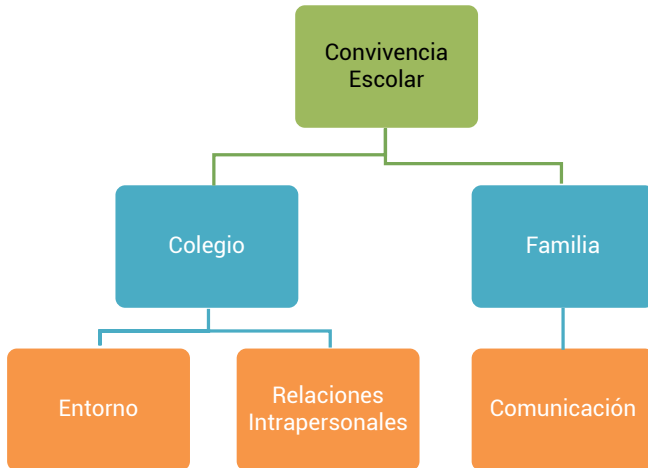 Convivencia
Escolar
Colegio
Familia
Entorno
Relaciones
Intrapersonales
Comunicación